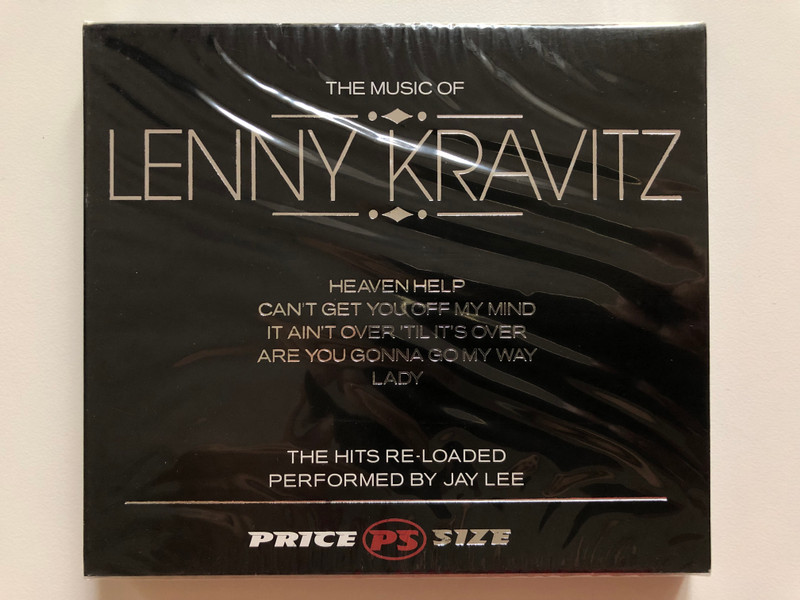 THE MUSIC OF
LENNY KRAVITZ
HEAVEN HELP
CAN'T GET YOU OFF MY MIND
IT AIN'T OVER 'TIL IT'S OVER
ARE YOU GONNA GO MY WAY
LADY
THE HITS RE-LOADED
PERFORMED BY JAY LEE
PRICE PS SIZE